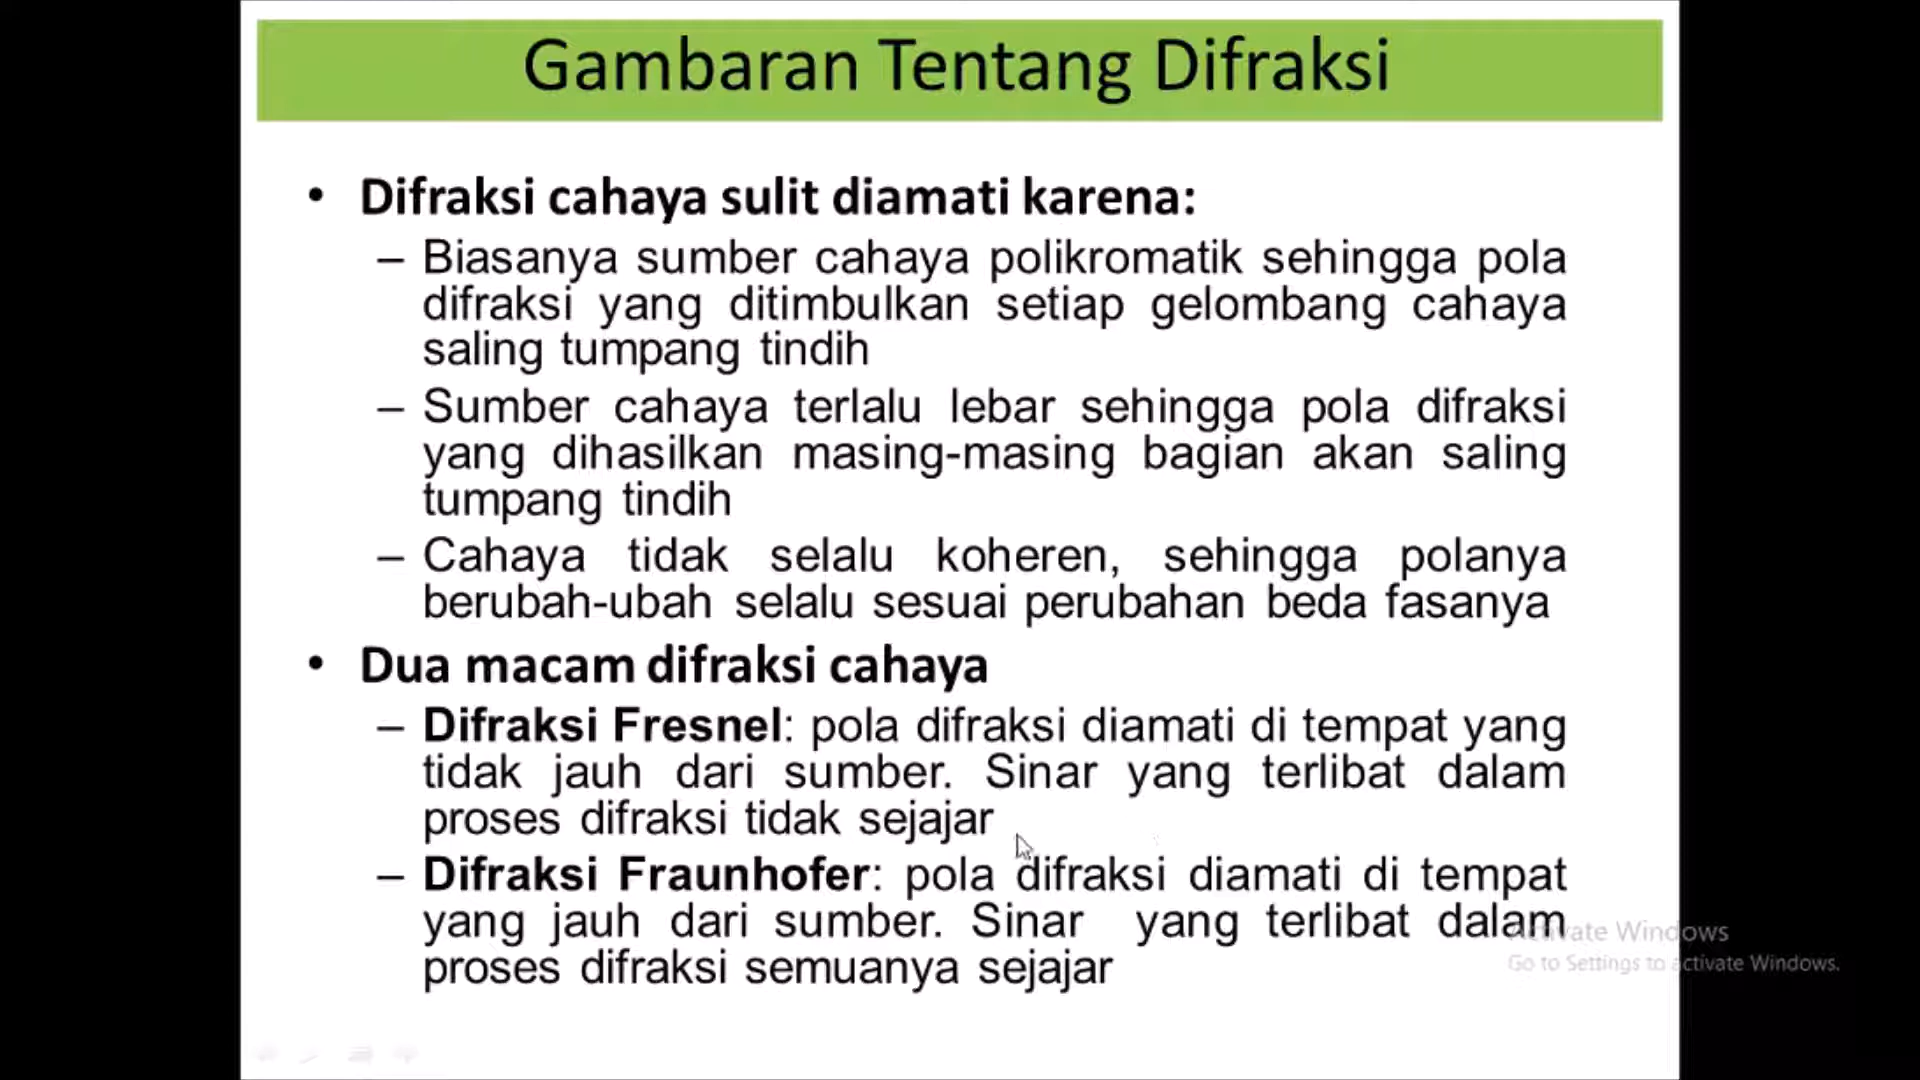 Gambaran Tentang Difraksi
• Difraksi cahaya sulit diamati karena:
– Biasanya sumber cahaya polikromatik sehingga pola
difraksi yang ditimbulkan setiap gelombang cahaya
saling tumpang tindih
– Sumber cahaya terlalu lebar sehingga pola difraksi
yang dihasilkan masing-masing bagian akan saling
tumpang tindih
– Cahaya tidak selalu koheren, sehingga polanya
berubah-ubah selalu sesuai perubahan beda fasanya
• Dua macam difraksi cahaya
– Difraksi Fresnel: pola difraksi diamati di tempat yang
tidak jauh dari sumber. Sinar yang terlibat dalam
proses difraksi tidak sejajar
– Difraksi Fraunhofer: pola difraksi diamati di tempat
yang jauh dari sumber. Sinar yang terlibat dalam
proses difraksi semuanya sejajar
Activate Windows
Go to Settings to activate Windows.